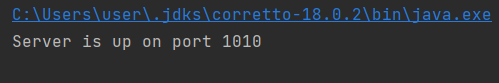 C:\Users\user\.jdks\corretto-18.0.2\bin\java.exe
Server is up on port 1010